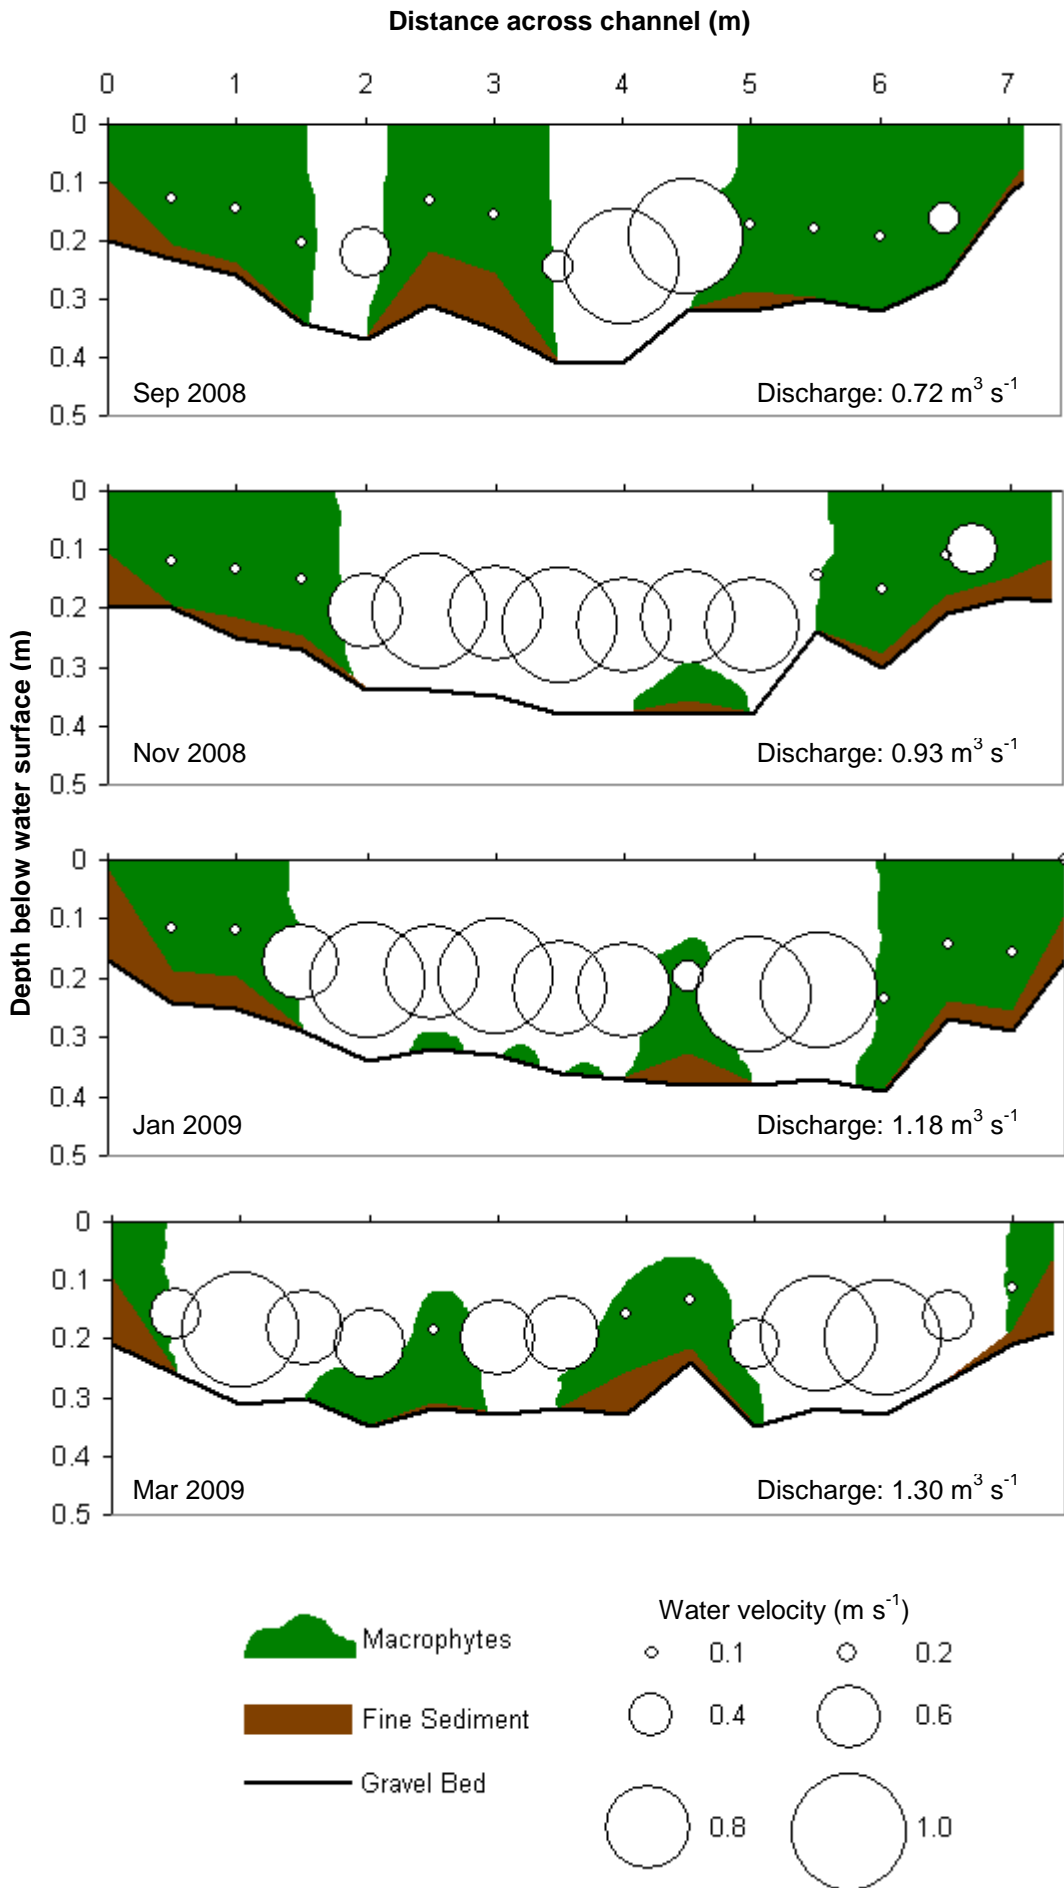 Distance across channel (m)
0 1 2 3 4 5 6 7
0
0.1
0.2
0.3
0.4
0.5
Sep 2008
Discharge: 0.72 m³ s⁻¹
0
0.1
0.2
0.3
0.4
0.5
Nov 2008
Discharge: 0.93 m³ s⁻¹
Depth below water surface (m)
0
0.1
0.2
0.3
0.4
0.5
Jan 2009
Discharge: 1.18 m³ s⁻¹
0
0.1
0.2
0.3
0.4
0.5
Mar 2009
Discharge: 1.30 m³ s⁻¹
Macrophytes
Fine Sediment
Gravel Bed
Water velocity (m s⁻¹)
0.1 0.2
0.4 0.6
0.8 1.0